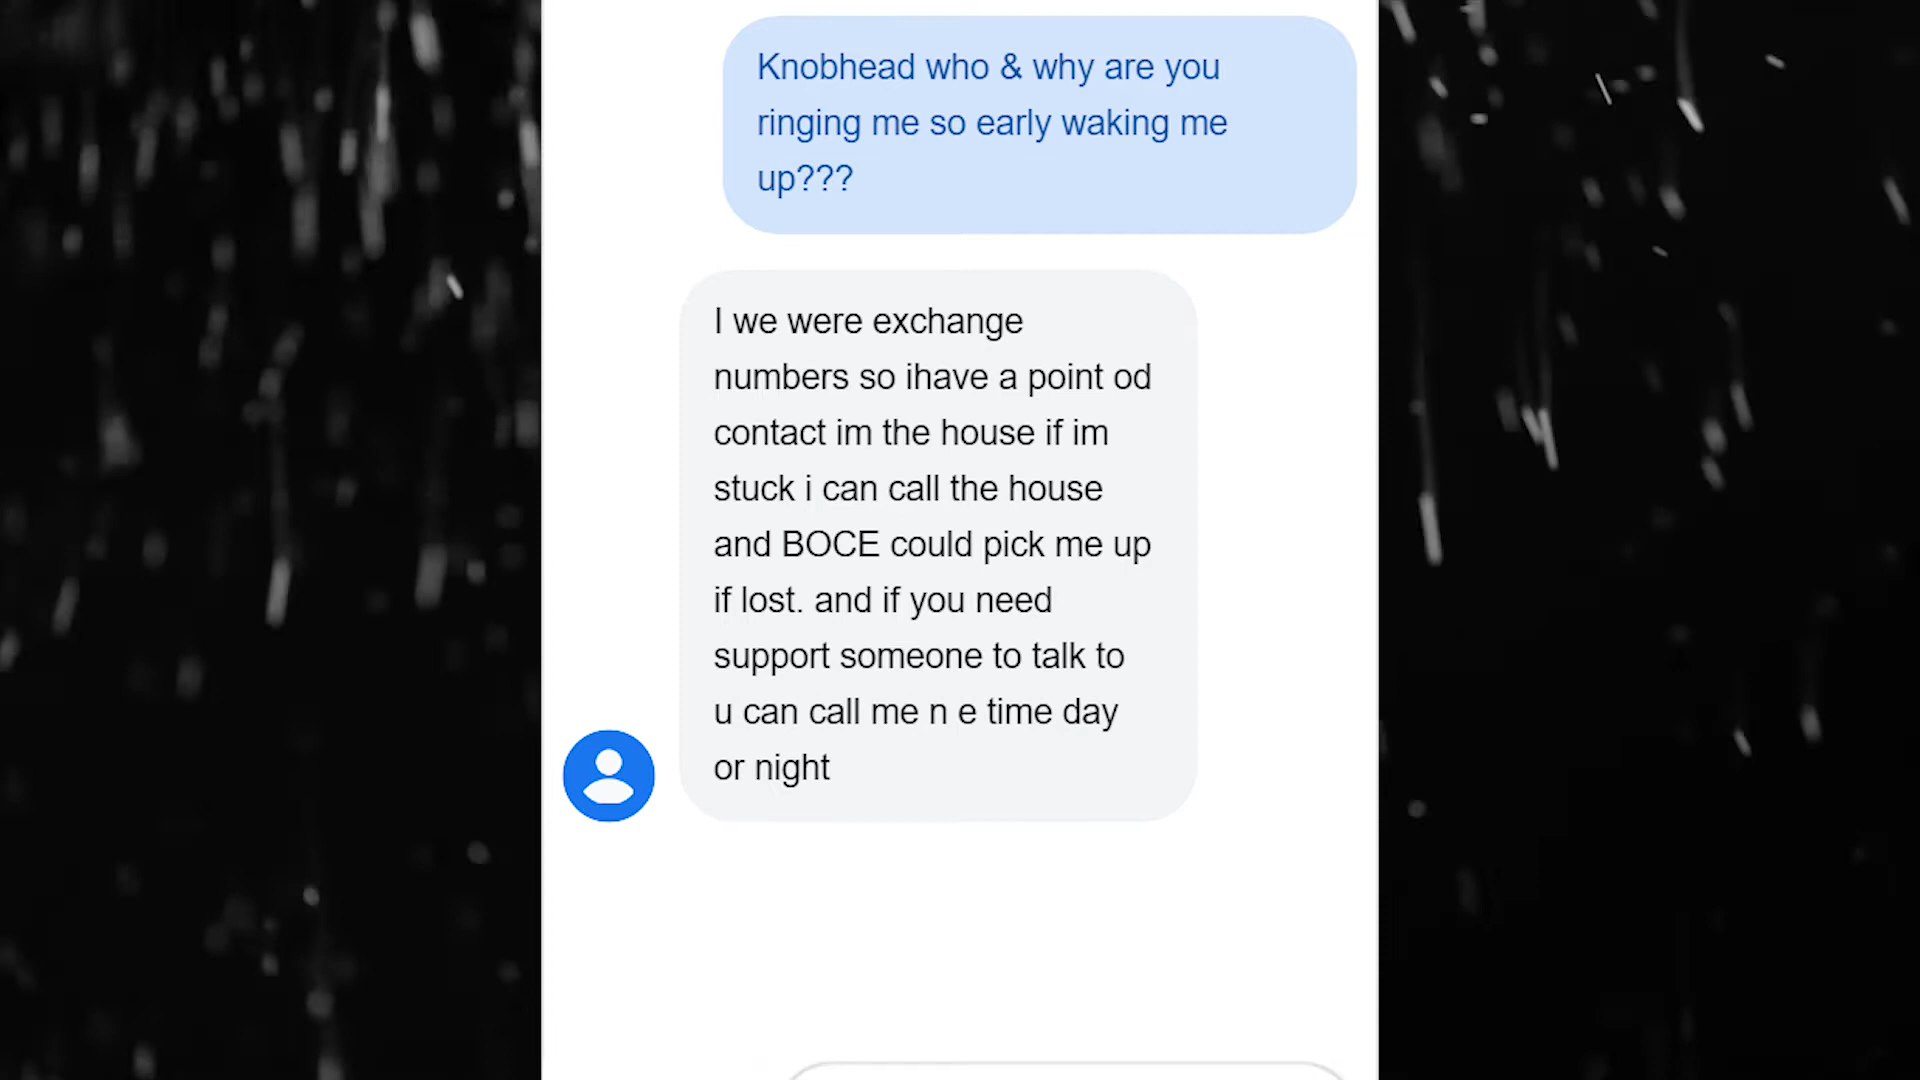 Knobhead who & why are you
ringing me so early waking me
up???
I we were exchange
numbers so ihave a point od
contact im the house if im
stuck i can call the house
and BOCE could pick me up
if lost. and if you need
support someone to talk to
u can call me n e time day
or night